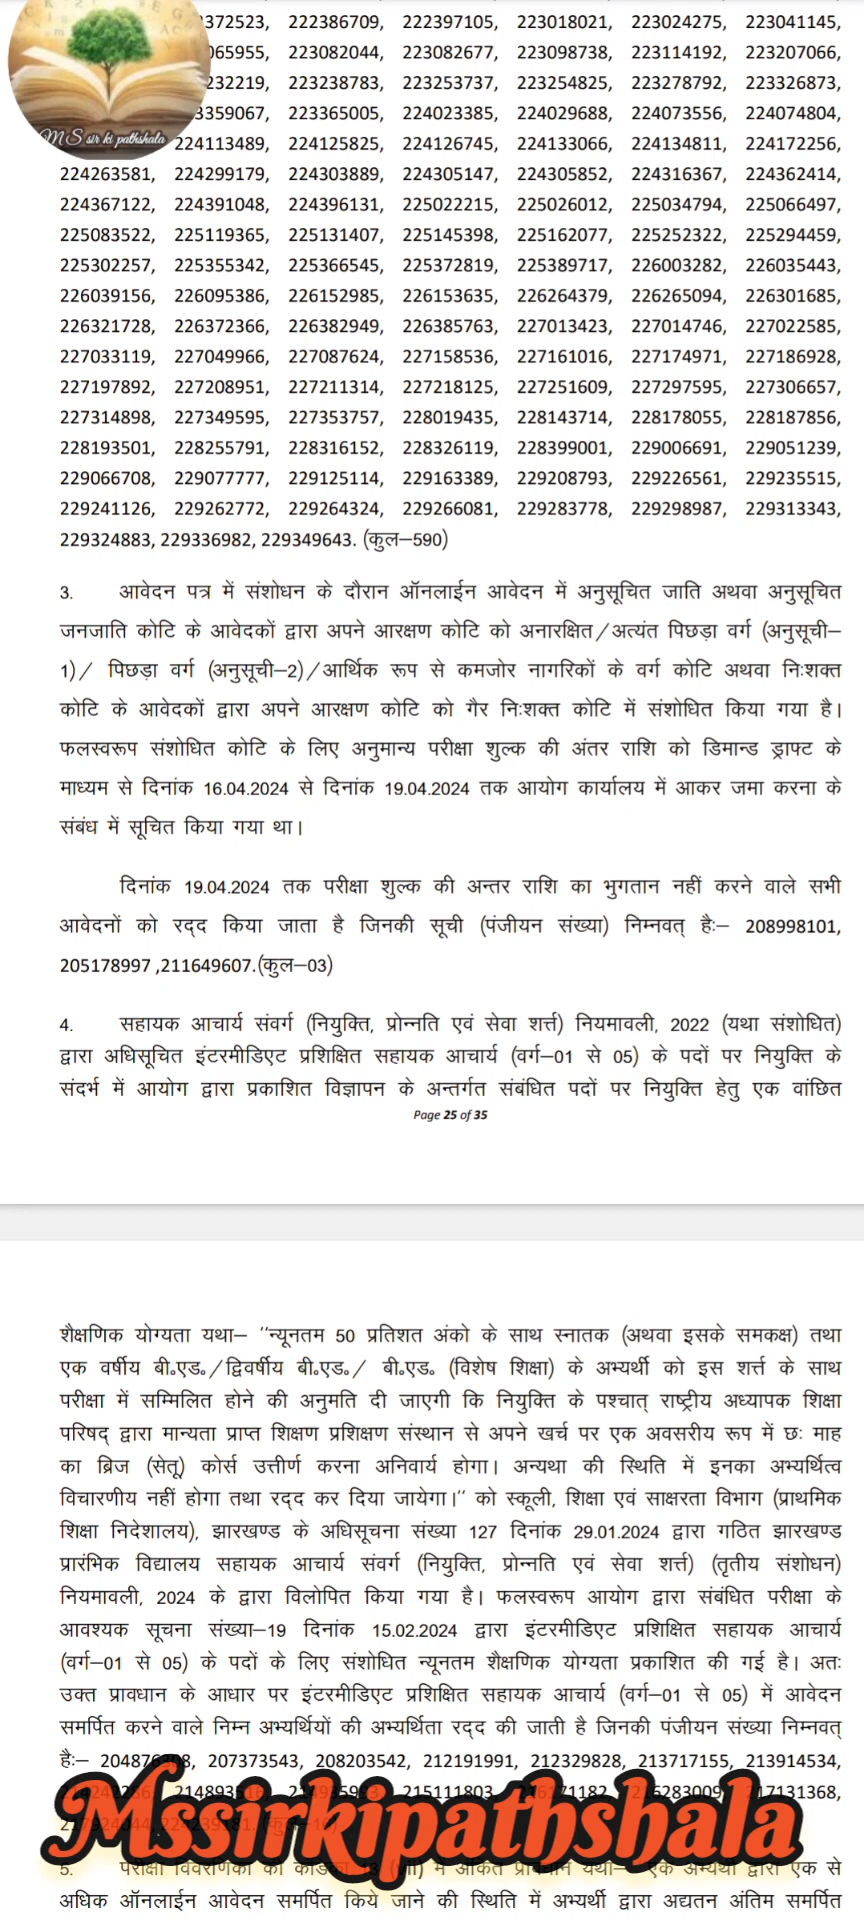 372523, 222386709, 222397105, 223018021, 223024275, 223041145,
065955, 223082044, 223082677, 223098738, 223114192, 223207066,
232219, 223238783, 223253737, 223254825, 223278792, 223326873,
3359067, 223365005, 224023385, 224029688, 224073556, 224074804,
M S sir ki pathshala
224113489, 224125825, 224126745, 224133066, 224134811, 224172256,
224263581, 224299179, 224303889, 224305147, 224305852, 224316367, 224362414,
224367122, 224391048, 224396131, 225022215, 225026012, 225034794, 225066497,
225083522, 225119365, 225131407, 225145398, 225162077, 225252322, 225294459,
225302257, 225355342, 225366545, 225372819, 225389717, 226003282, 226035443,
226039156, 226095386, 226152985, 226153635, 226264379, 226265094, 226301685,
226321728, 226372366, 226382949, 226385763, 227013423, 227014746, 227022585,
227033119, 227049966, 227087624, 227158536, 227161016, 227174971, 227186928,
227197892, 227208951, 227211314, 227218125, 227251609, 227297595, 227306657,
227314898, 227349595, 227353757, 228019435, 228143714, 228178055, 228187856,
228193501, 228255791, 228316152, 228326119, 228399001, 229006691, 229051239,
229066708, 229077777, 229125114, 229163389, 229208793, 229226561, 229235515,
229241126, 229262772, 229264324, 229266081, 229283778, 229298987, 229313343,
229324883, 229336982, 229349643. (कुल–590)
3. आवेदन पत्र में संशोधन के दौरान ऑनलाईन आवेदन में अनुसूचित जाति अथवा अनुसूचित
जनजाति कोटि के आवेदकों द्वारा अपने आरक्षण कोटि को अनारक्षित/अत्यंत पिछड़ा वर्ग (अनुसूची–
1)/ पिछड़ा वर्ग (अनुसूची–2)/आर्थिक रूप से कमजोर नागरिकों के वर्ग कोटि अथवा निःशक्त
कोटि के आवेदकों द्वारा अपने आरक्षण कोटि को गैर निःशक्त कोटि में संशोधित किया गया है।
फलस्वरूप संशोधित कोटि के लिए अनुमान्य परीक्षा शुल्क की अंतर राशि को डिमान्ड ड्राफ्ट के
माध्यम से दिनांक 16.04.2024 से दिनांक 19.04.2024 तक आयोग कार्यालय में आकर जमा करना के
संबंध में सूचित किया गया था।
दिनांक 19.04.2024 तक परीक्षा शुल्क की अन्तर राशि का भुगतान नहीं करने वाले सभी
आवेदनों को रद्द किया जाता है जिनकी सूची (पंजीयन संख्या) निम्नवत् हैः– 208998101,
205178997 ,211649607.(कुल–03)
4. सहायक आचार्य संवर्ग (नियुक्ति, प्रोन्नति एवं सेवा शर्त्त) नियमावली, 2022 (यथा संशोधित)
द्वारा अधिसूचित इंटरमीडिएट प्रशिक्षित सहायक आचार्य (वर्ग–01 से 05) के पदों पर नियुक्ति के
संदर्भ में आयोग द्वारा प्रकाशित विज्ञापन के अन्तर्गत संबंधित पदों पर नियुक्ति हेतु एक वांछित
Page 25 of 35
शैक्षणिक योग्यता यथा– ''न्यूनतम 50 प्रतिशत अंको के साथ स्नातक (अथवा इसके समकक्ष) तथा
एक वर्षीय बी०एड०/द्विवर्षीय बी०एड०/ बी०एड० (विशेष शिक्षा) के अभ्यर्थी को इस शर्त्त के साथ
परीक्षा में सम्मिलित होने की अनुमति दी जाएगी कि नियुक्ति के पश्चात् राष्ट्रीय अध्यापक शिक्षा
परिषद् द्वारा मान्यता प्राप्त शिक्षण प्रशिक्षण संस्थान से अपने खर्च पर एक अवसरीय रूप में छः माह
का ब्रिज (सेतू) कोर्स उत्तीर्ण करना अनिवार्य होगा। अन्यथा की स्थिति में इनका अभ्यर्थित्व
विचारणीय नहीं होगा तथा रद्द कर दिया जायेगा।'' को स्कूली, शिक्षा एवं साक्षरता विभाग (प्राथमिक
शिक्षा निदेशालय), झारखण्ड के अधिसूचना संख्या 127 दिनांक 29.01.2024 द्वारा गठित झारखण्ड
प्रारंभिक विद्यालय सहायक आचार्य संवर्ग (नियुक्ति, प्रोन्नति एवं सेवा शर्त्त) (तृतीय संशोधन)
नियमावली, 2024 के द्वारा विलोपित किया गया है। फलस्वरूप आयोग द्वारा संबंधित परीक्षा के
आवश्यक सूचना संख्या–19 दिनांक 15.02.2024 द्वारा इंटरमीडिएट प्रशिक्षित सहायक आचार्य
(वर्ग–01 से 05) के पदों के लिए संशोधित न्यूनतम शैक्षणिक योग्यता प्रकाशित की गई है। अतः
उक्त प्रावधान के आधार पर इंटरमीडिएट प्रशिक्षित सहायक आचार्य (वर्ग–01 से 05) में आवेदन
समर्पित करने वाले निम्न अभ्यर्थियों की अभ्यर्थिता रद्द की जाती है जिनकी पंजीयन संख्या निम्नवत्
हैः– 207373543, 208203542, 212191991, 212329828, 213717155, 213914534,
215111803, 217131368,
Mssirkipathshala
5. परीक्षा विवरणिका की कंडिका में अंकित एक अभ्यर्थी द्वारा एक से
अधिक ऑनलाईन आवेदन समर्पित किये जाने की स्थिति में अभ्यर्थी द्वारा अद्यतन अंतिम समर्पित